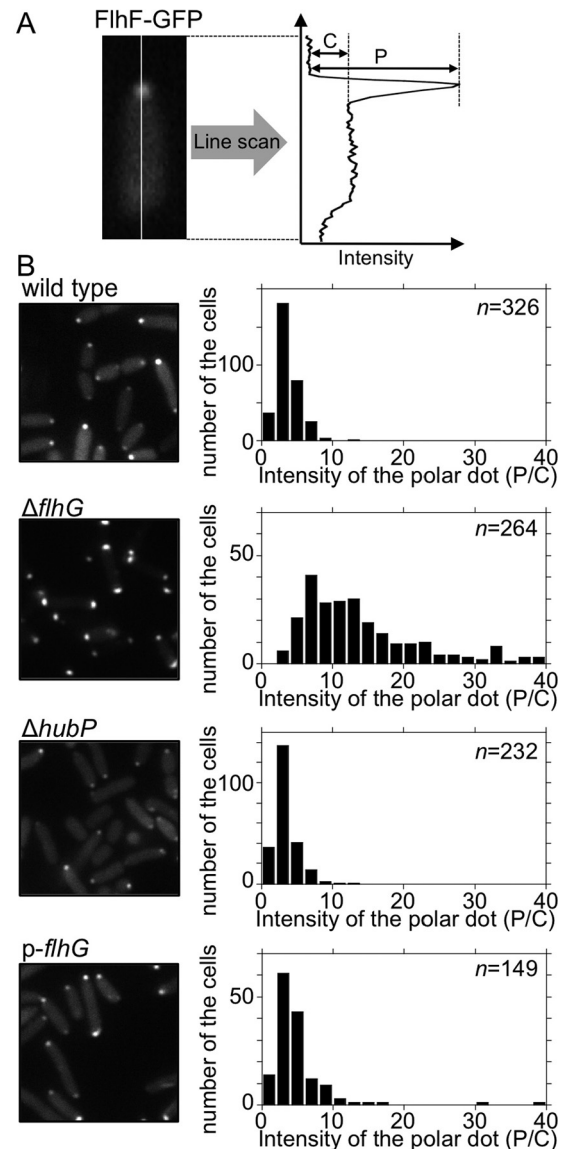 A
FlhF-GFP
C
P
Line scan
Intensity
B
wild type
n=326
100
0
number of the cells
0 10 20 30 40
Intensity of the polar dot (P/C)
ΔflhG
n=264
50
0
number of the cells
0 10 20 30 40
Intensity of the polar dot (P/C)
ΔhubP
n=232
100
0
number of the cells
0 10 20 30 40
Intensity of the polar dot (P/C)
p-flhG
n=149
50
0
number of the cells
0 10 20 30 40
Intensity of the polar dot (P/C)